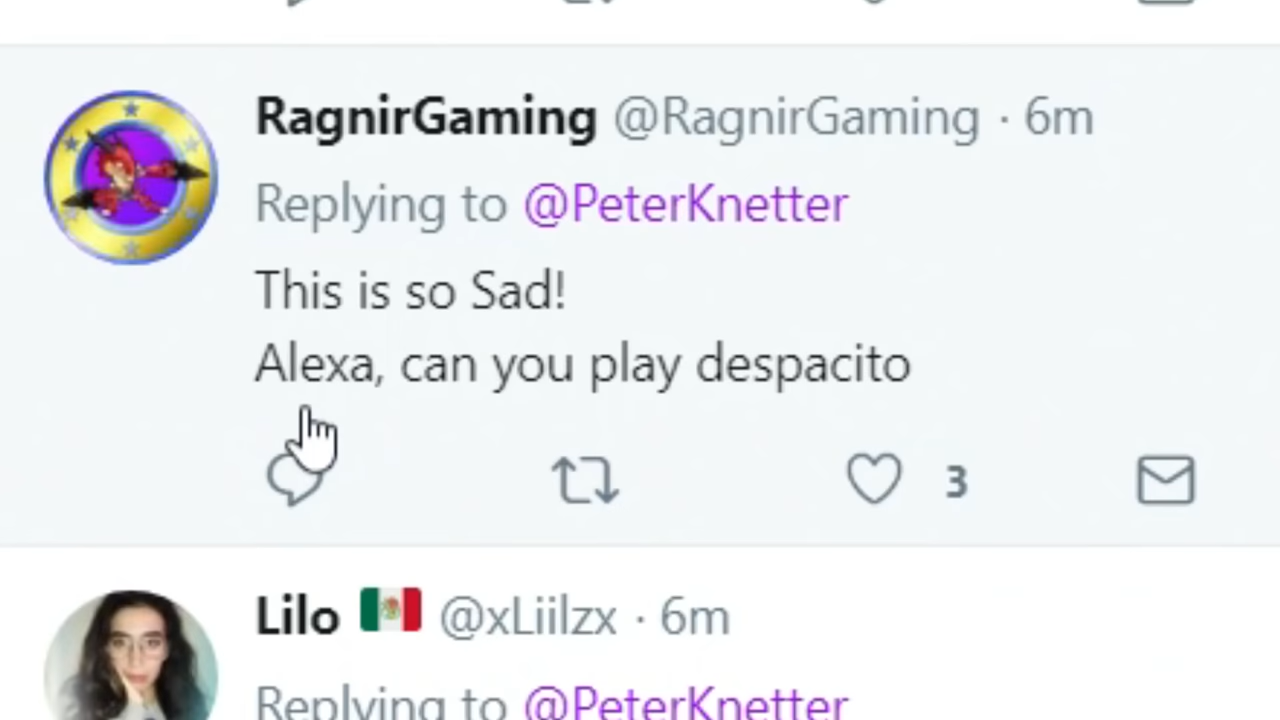 RagnirGaming @RagnirGaming · 6m
Replying to @PeterKnetter
This is so Sad!
Alexa, can you play despacito
3
Lilo 🇲🇽 @xLiilzx · 6m
Replying to @PeterKnetter